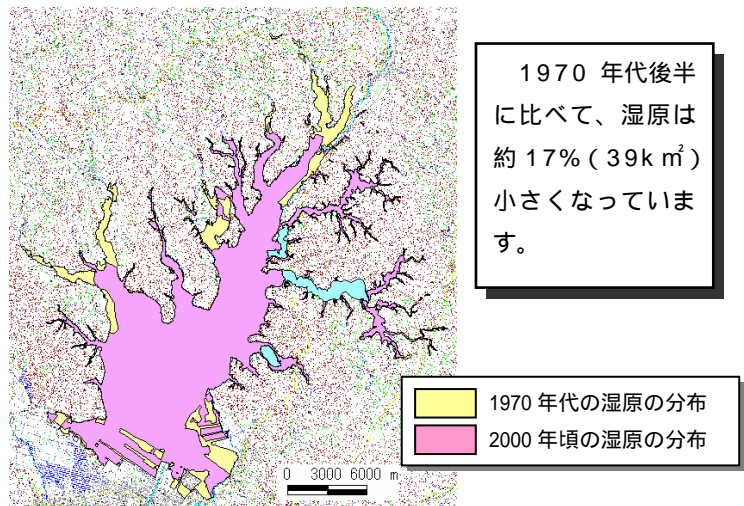 1970 年代後半
に比べて、湿原は
約 17%(39k㎡)
小さくなっていま
す。
1970 年代の湿原の分布
2000 年頃の湿原の分布
0 3000 6000 m